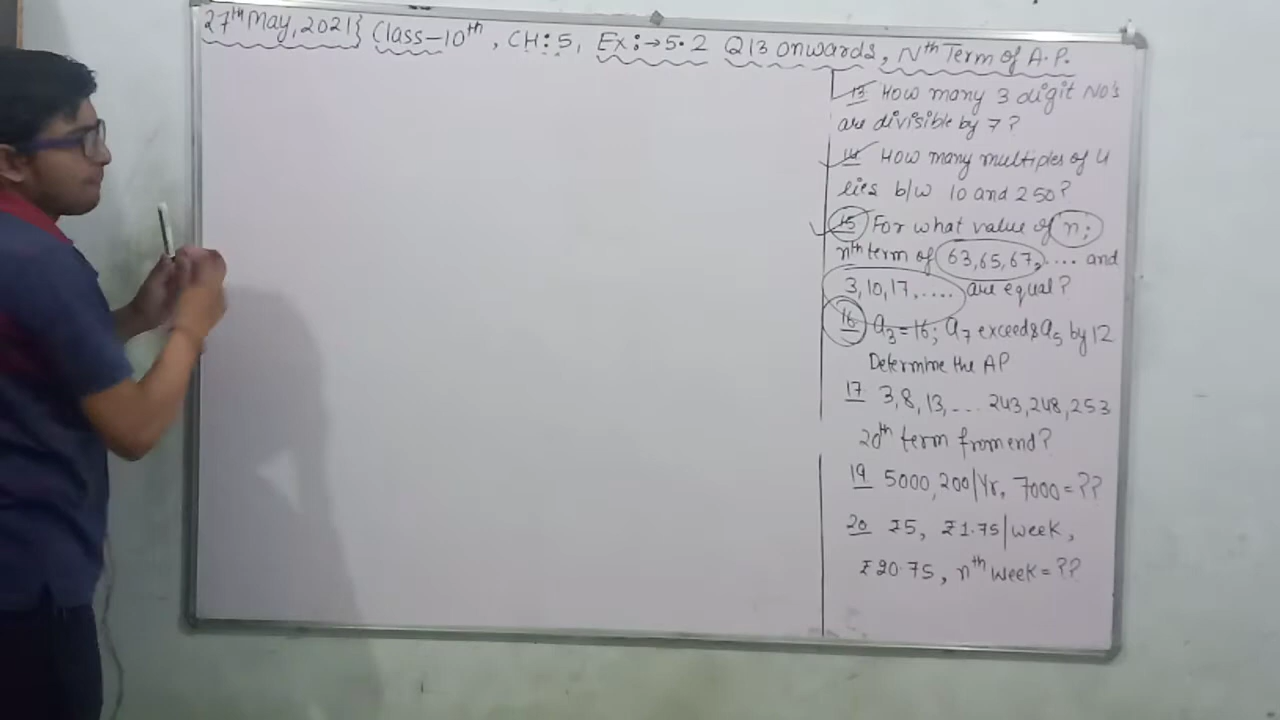 27th May, 2021} Class-10th, CH: 5, Ex:→5.2 Q13 onwards, Nth Term of A.P.
13 How many 3 digit No's
are divisible by 7?
14 How many multiples of 4
lies b/w 10 and 250?
15 For what value of n;
nth term of 63,65,67,.... and
3,10,17,.... are equal?
16 a3=16; a7 exceeds a5 by 12
Determine the AP
17 3,8,13,... 243,248,253
20th term from end?
19 5000,200/Yr, 7000=??
20 ₹5, ₹1.75/week,
₹20.75, nth week=??